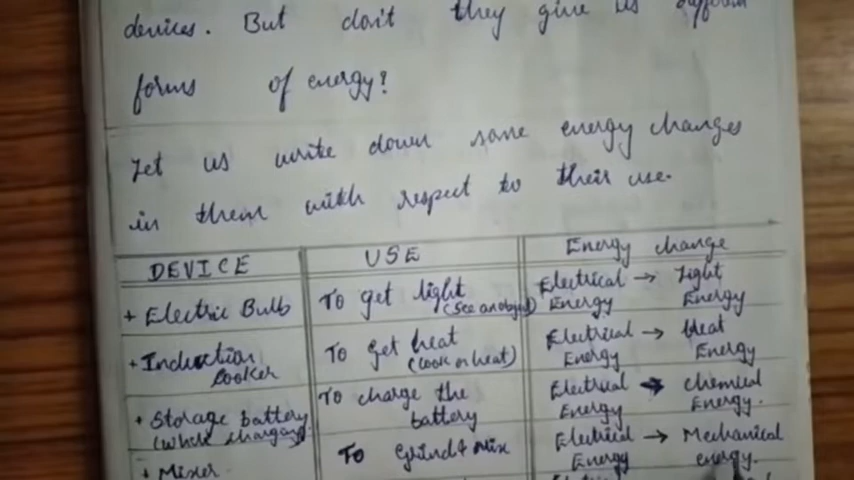 devices. But don't they give us different
forms of energy?
Let us write down some energy changes
in them with respect to their use.
DEVICE USE Energy change
+ Electric Bulb To get light (See an object) Electrical Energy → Light Energy
+ Induction Cooker To get heat (Cook or heat) Electrical Energy → Heat Energy
+ Storage battery (While charging) To charge the battery Electrical Energy → chemical Energy.
+ Mixer To Grind & Mix Electrical Energy → Mechanical energy.